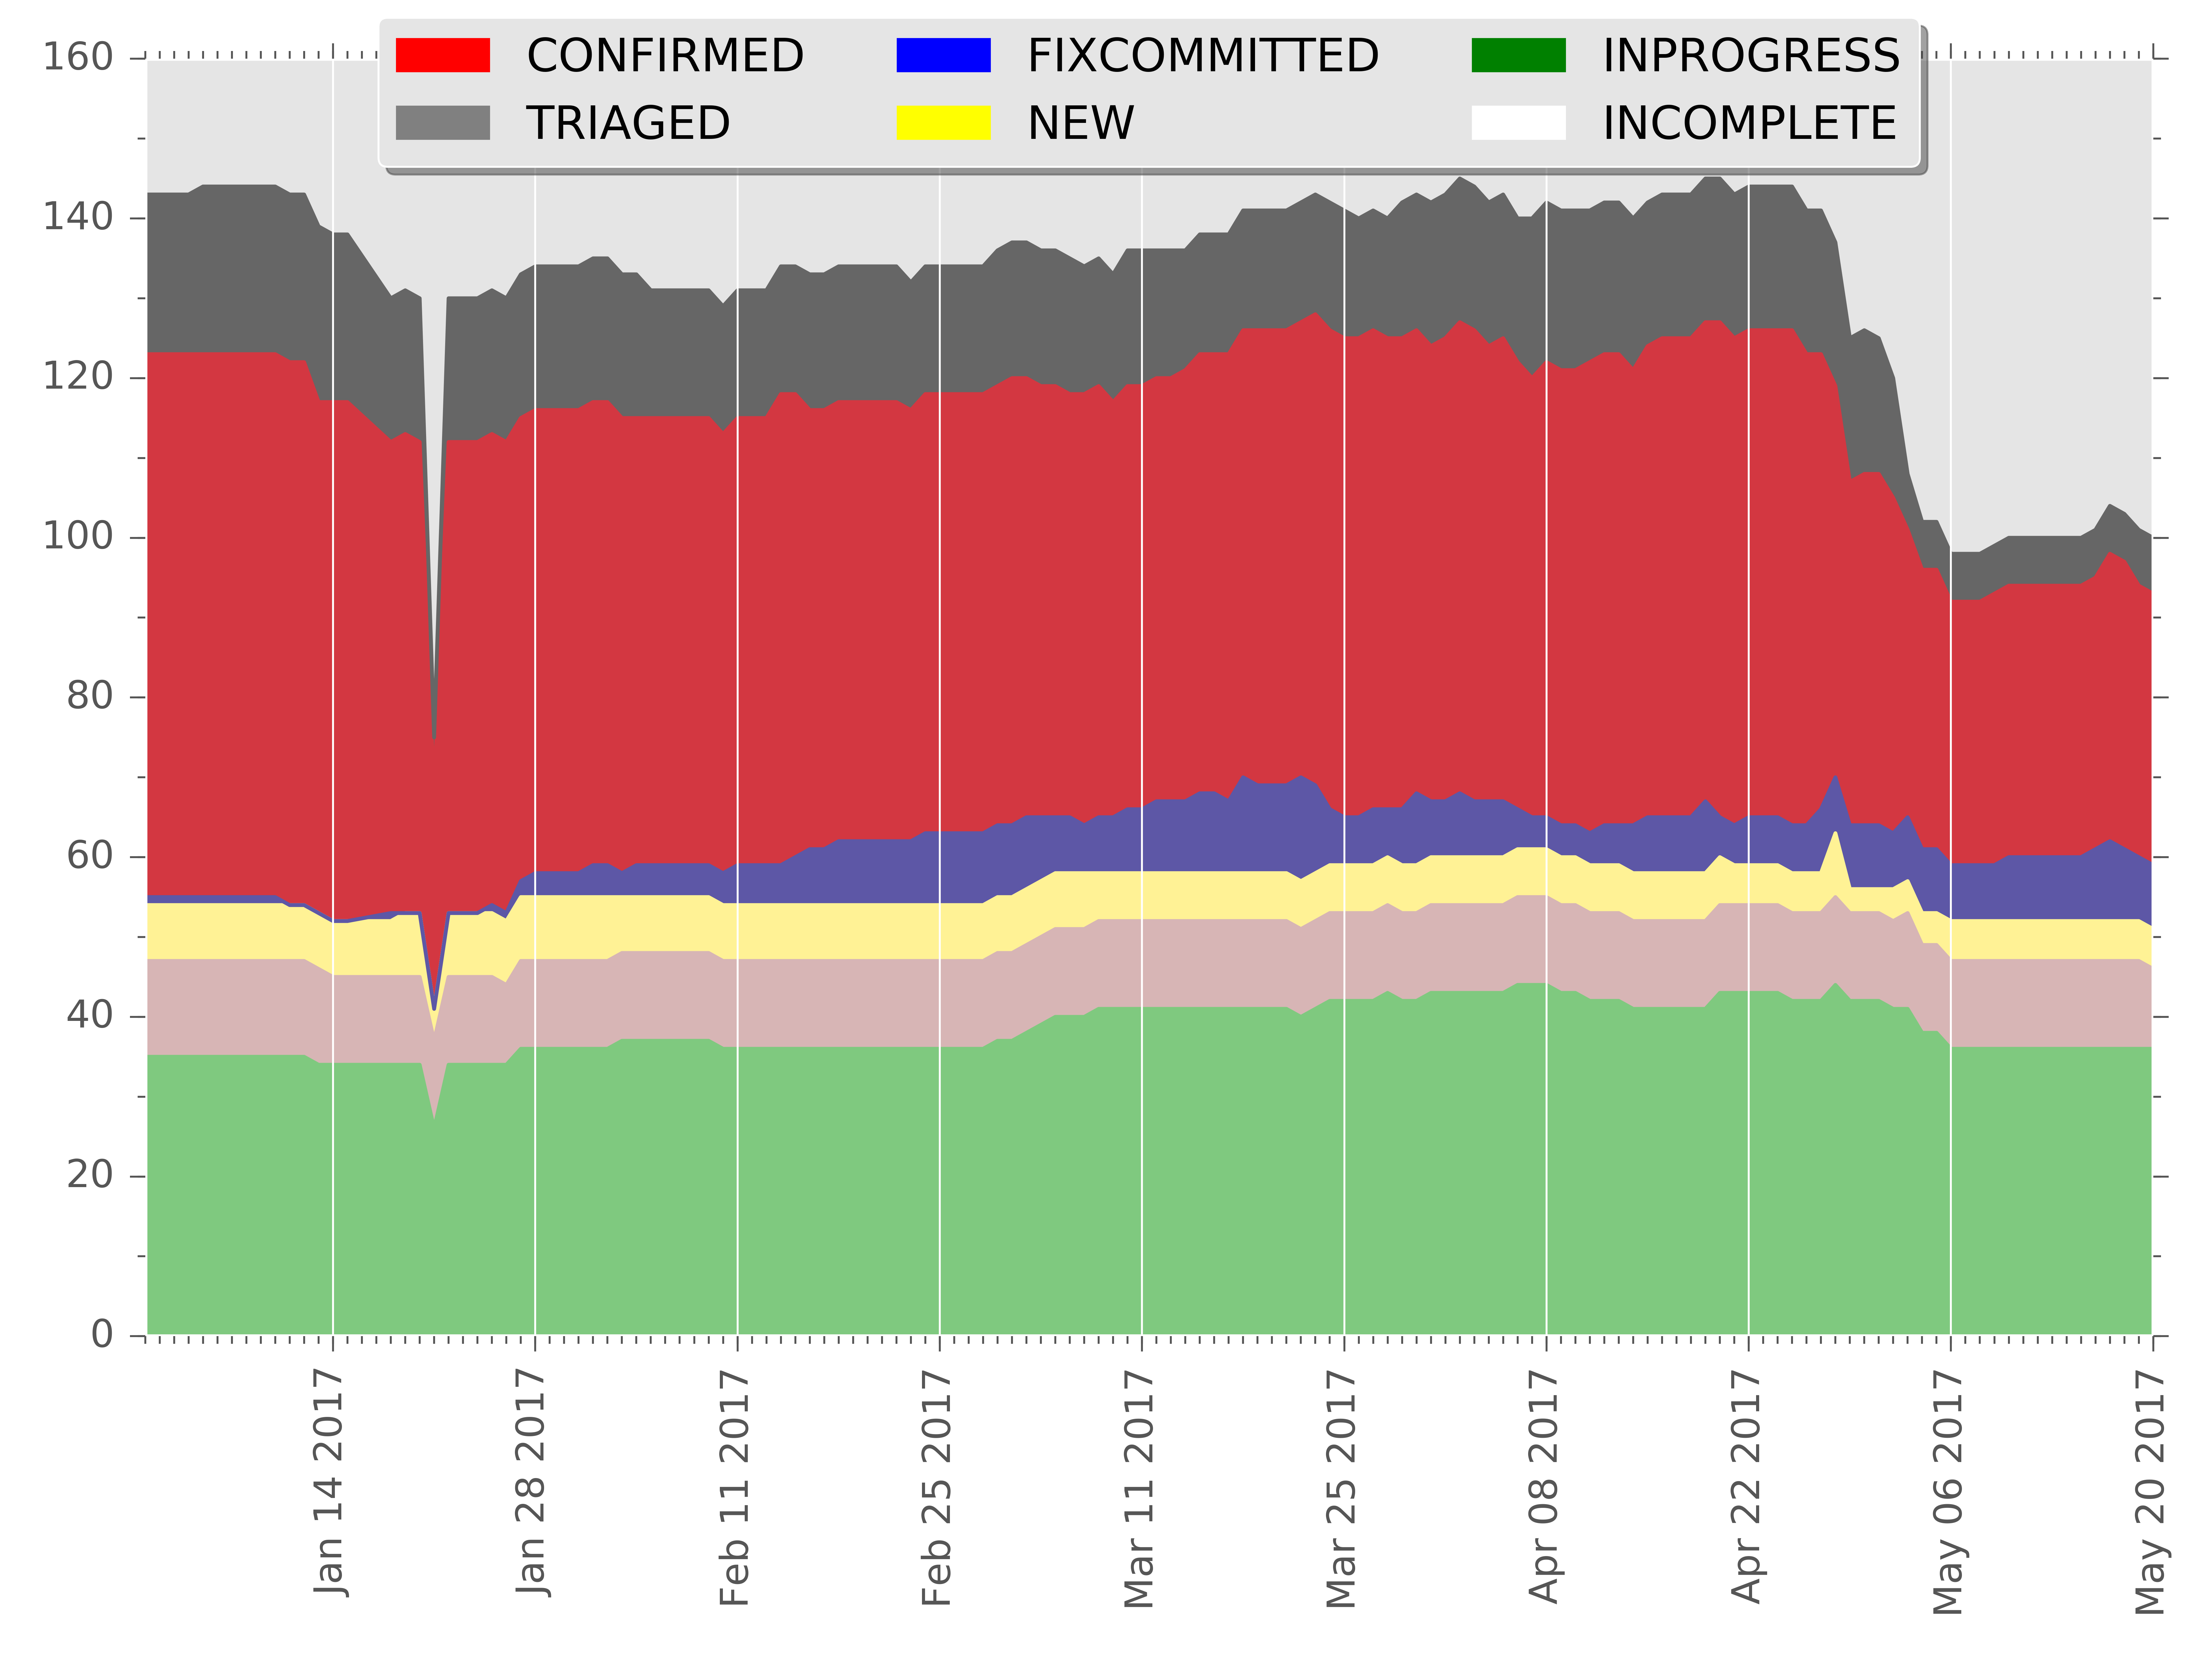 CONFIRMED FIXCOMMITTED INPROGRESS
TRIAGED NEW INCOMPLETE
160
140
120
100
80
60
40
20
0
Jan 14 2017
Jan 28 2017
Feb 11 2017
Feb 25 2017
Mar 11 2017
Mar 25 2017
Apr 08 2017
Apr 22 2017
May 06 2017
May 20 2017